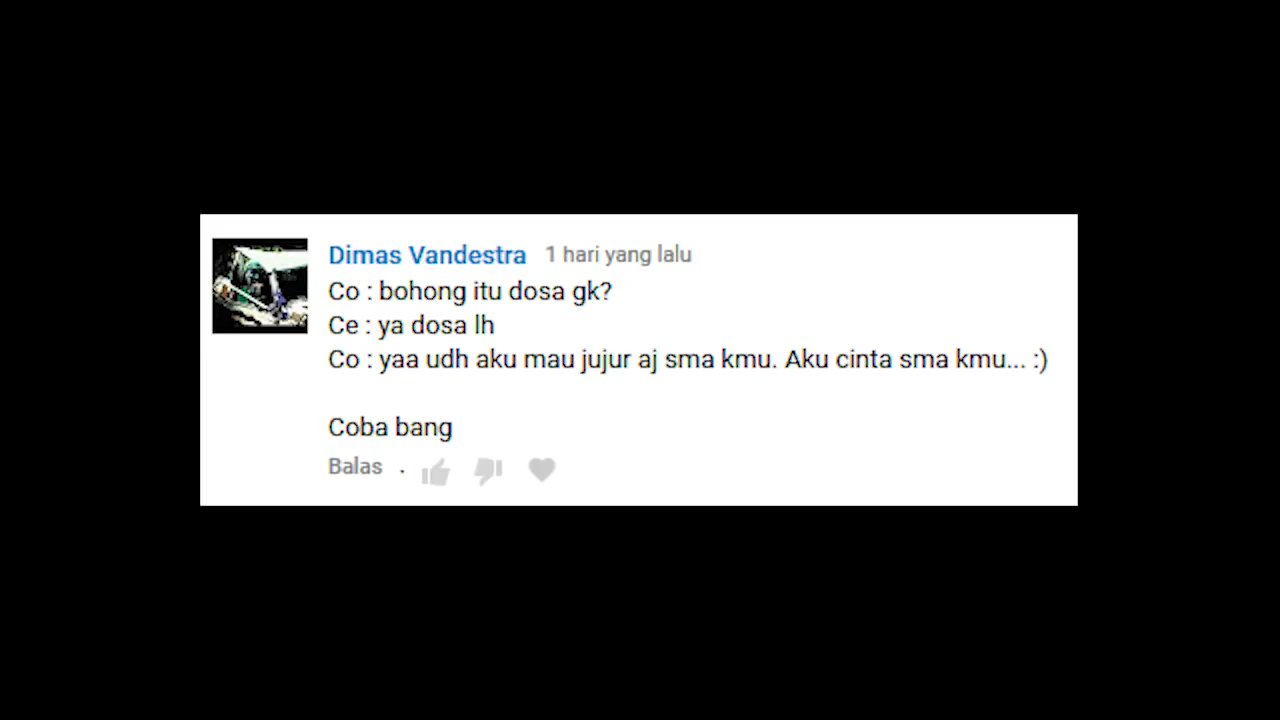 Dimas Vandestra 1 hari yang lalu
Co : bohong itu dosa gk?
Ce : ya dosa lh
Co : yaa udh aku mau jujur aj sma kmu. Aku cinta sma kmu... :)
Coba bang
Balas .